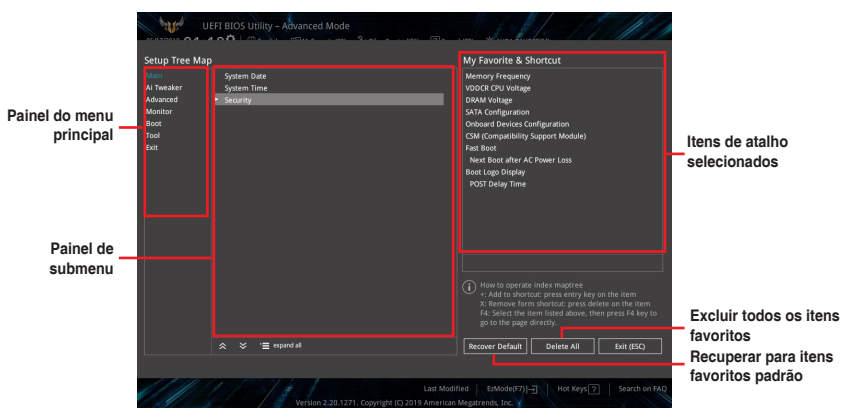 UEFI BIOS Utility – Advanced Mode
Setup Tree Map
Main
Ai Tweaker
Advanced
Monitor
Boot
Tool
Exit
System Date
System Time
Security
expand all
My Favorite & Shortcut
Memory Frequency
VDDCR CPU Voltage
DRAM Voltage
SATA Configuration
Onboard Devices Configuration
CSM (Compatibility Support Module)
Fast Boot
Next Boot after AC Power Loss
Boot Logo Display
POST Delay Time
How to operate index maptree
+: Add to shortcut: press entry key on the item
X: Remove form shortcut: press delete on the item
F4: Select the item listed above, then press F4 key to
go to the page directly.
Recover Default
Delete All
Exit (ESC)
Last Modified
EzMode(F7)
Hot Keys ?
Search on FAQ
Version 2.20.1271. Copyright (C) 2019 American Megatrends, Inc.
Painel do menu
principal
Painel de
submenu
Itens de atalho
selecionados
Excluir todos os itens
favoritos
Recuperar para itens
favoritos padrão